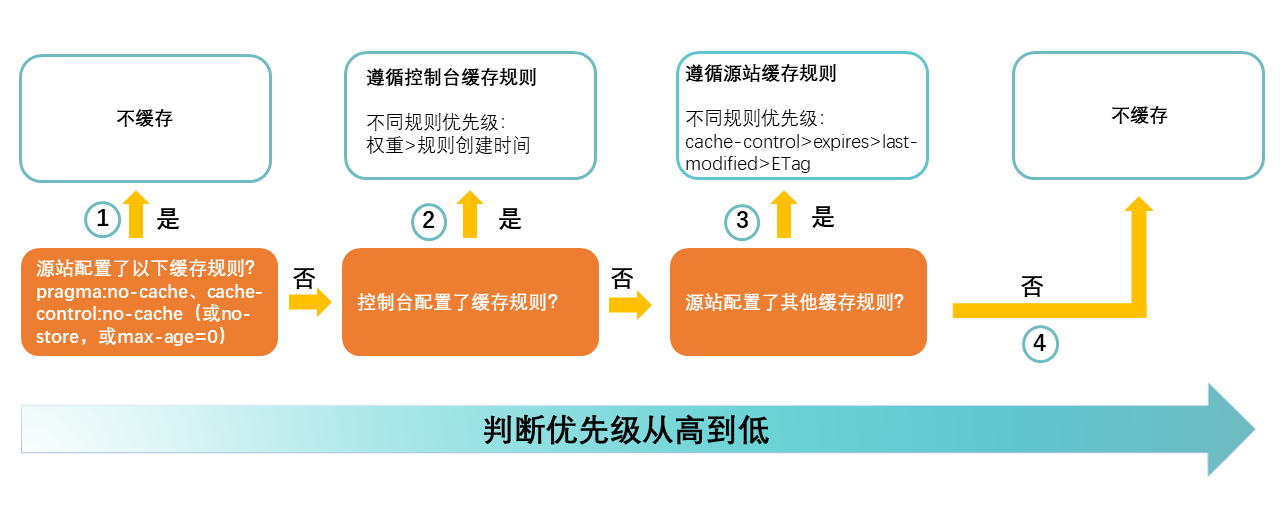 不缓存
遵循控制台缓存规则
不同规则优先级：
权重>规则创建时间
遵循源站缓存规则
不同规则优先级：
cache-control>expires>last-
modified>ETag
不缓存
1
是
2
是
3
是
源站配置了以下缓存规则？
pragma:no-cache、cache-
control:no-cache（或no-
store，或max-age=0）
否
控制台配置了缓存规则？
否
源站配置了其他缓存规则？
否
4
判断优先级从高到低